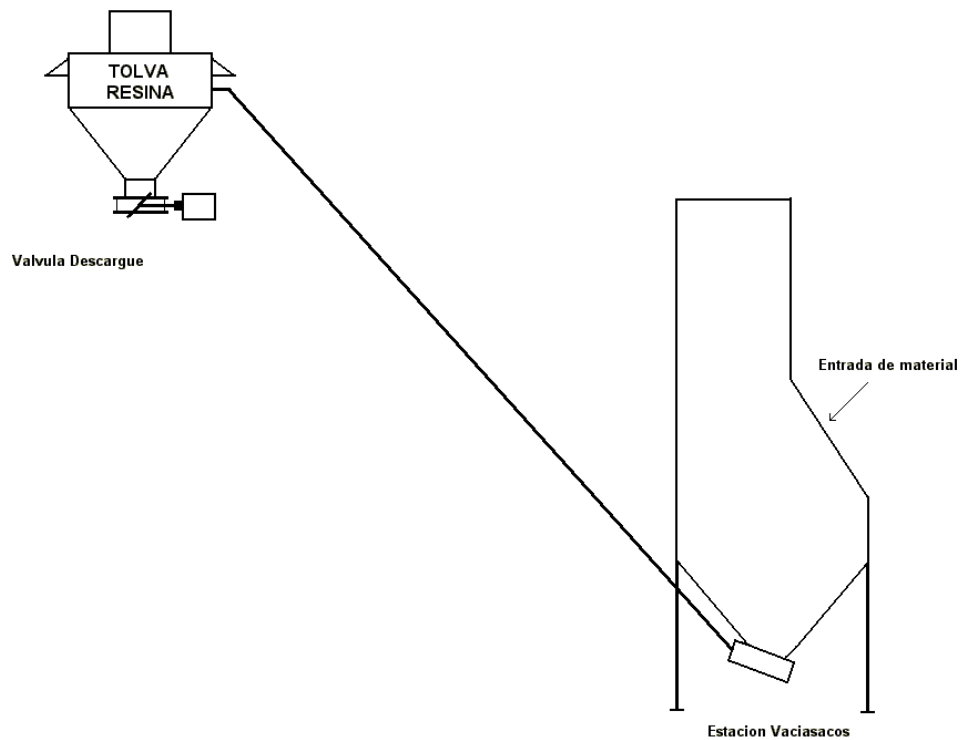 TOLVA
RESINA
Valvula Descargue
Entrada de material
Estacion Vaciasacos